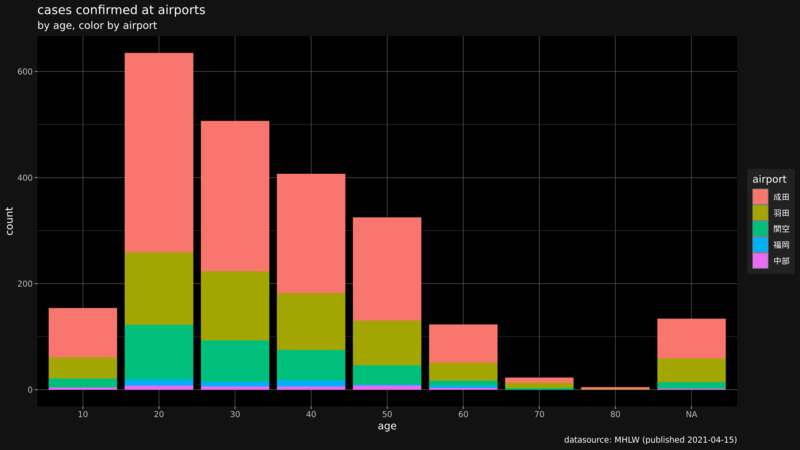 cases confirmed at airports
by age, color by airport
count
600
400
200
0
10 20 30 40 50 60 70 80 NA
age
airport
成田
羽田
関空
福岡
中部
datasource: MHLW (published 2021-04-15)